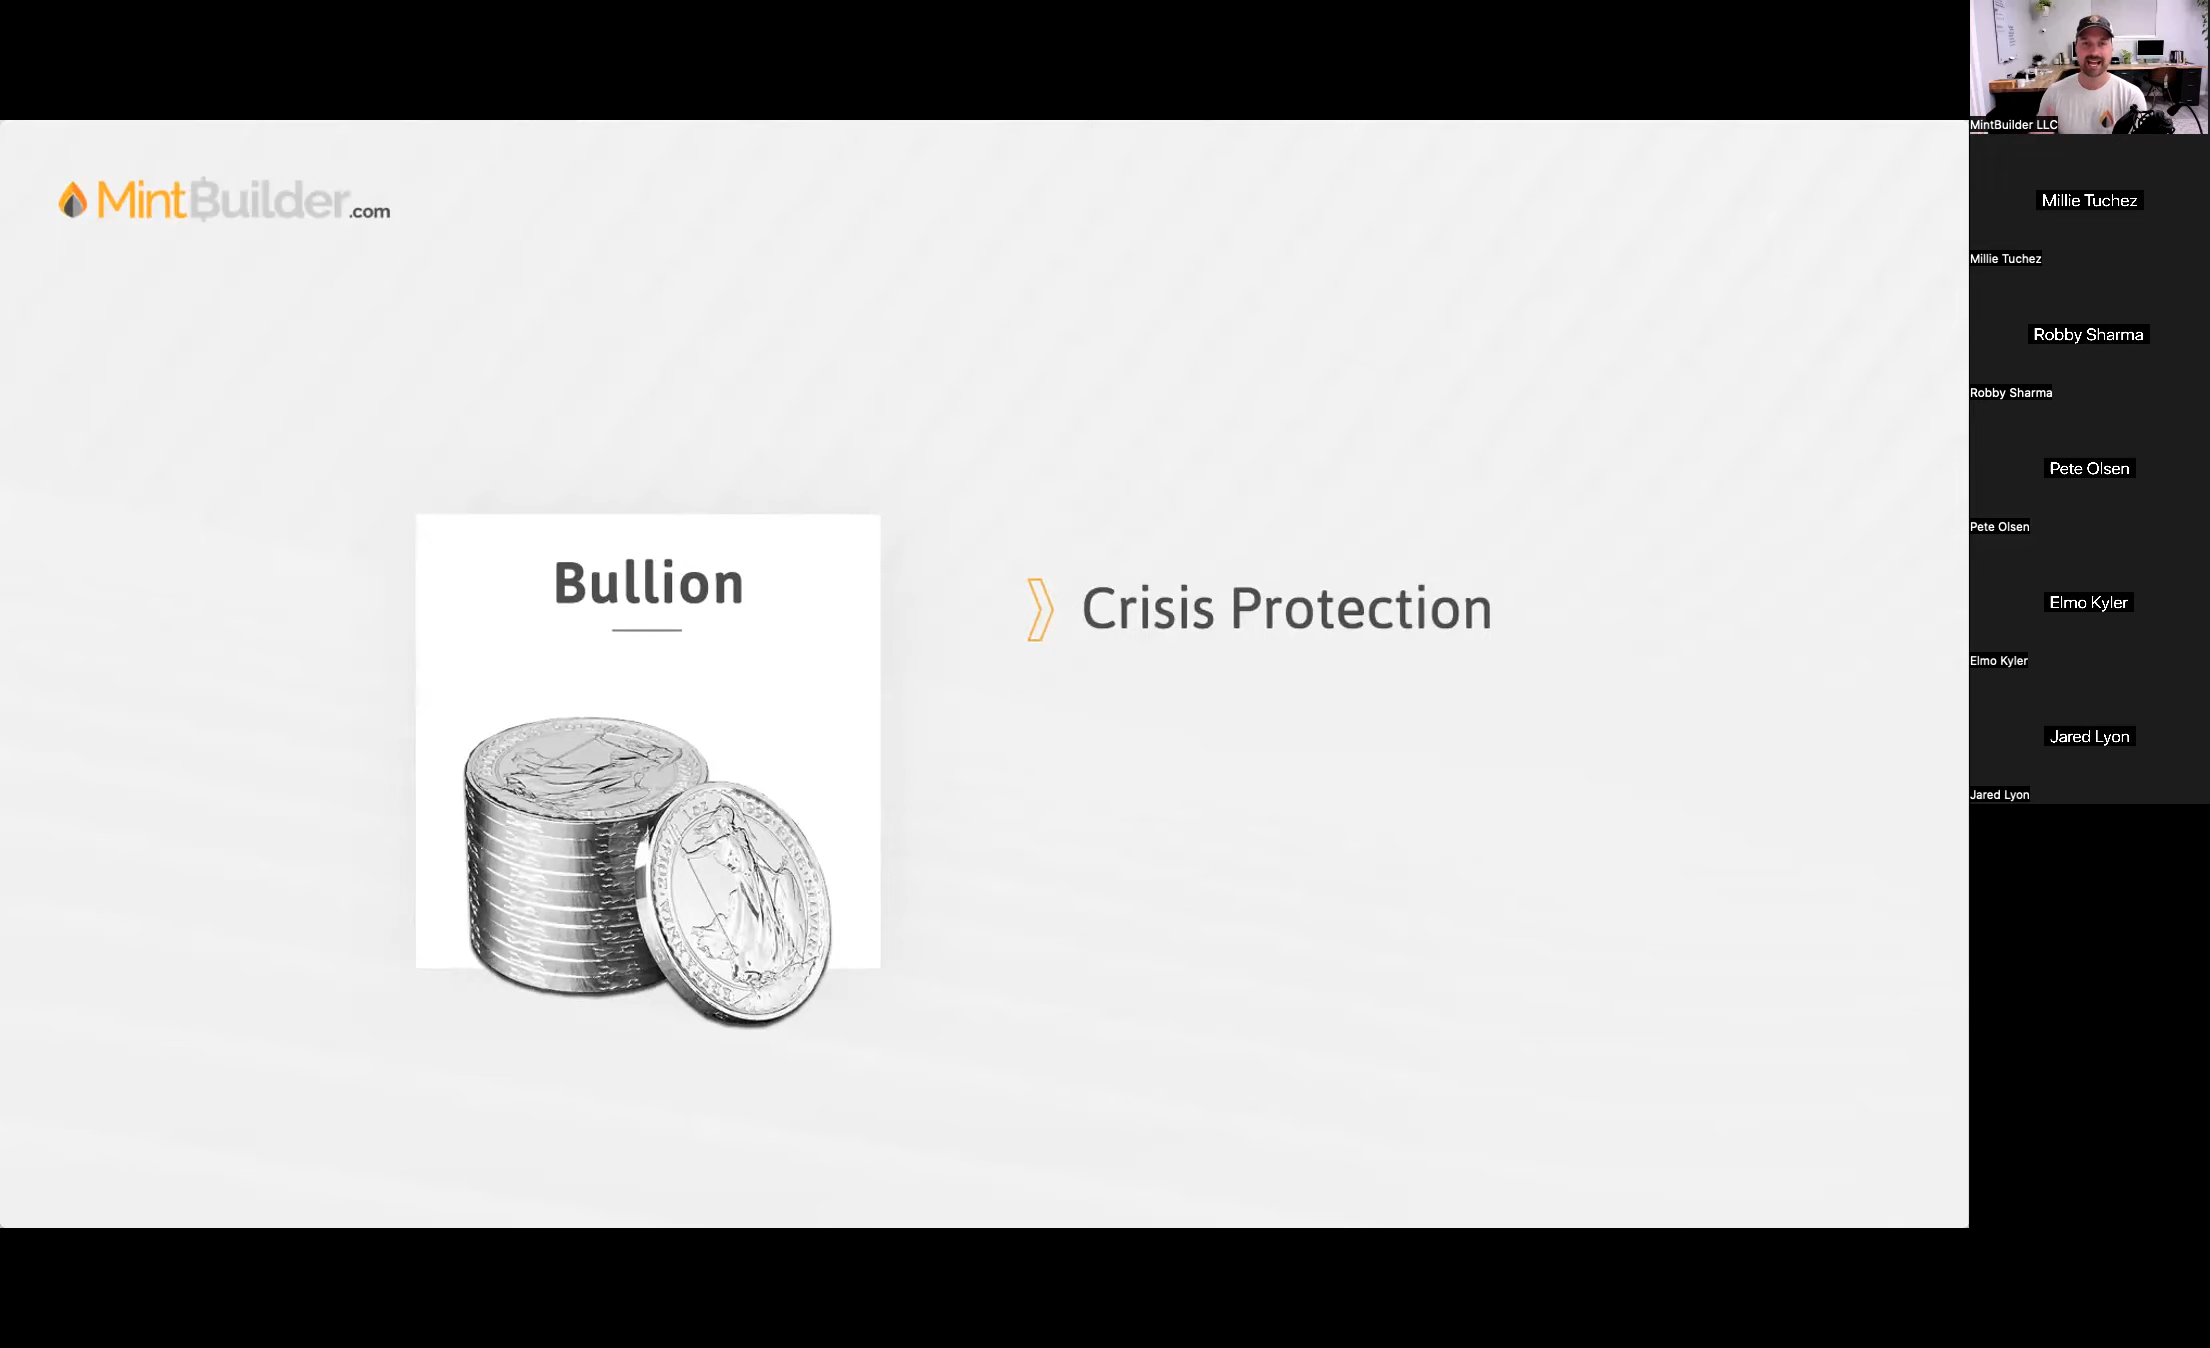 MintBuilder.com
Bullion
Crisis Protection
MintBuilder LLC
Millie Tuchez
Millie Tuchez
Robby Sharma
Robby Sharma
Pete Olsen
Pete Olsen
Elmo Kyler
Elmo Kyler
Jared Lyon
Jared Lyon